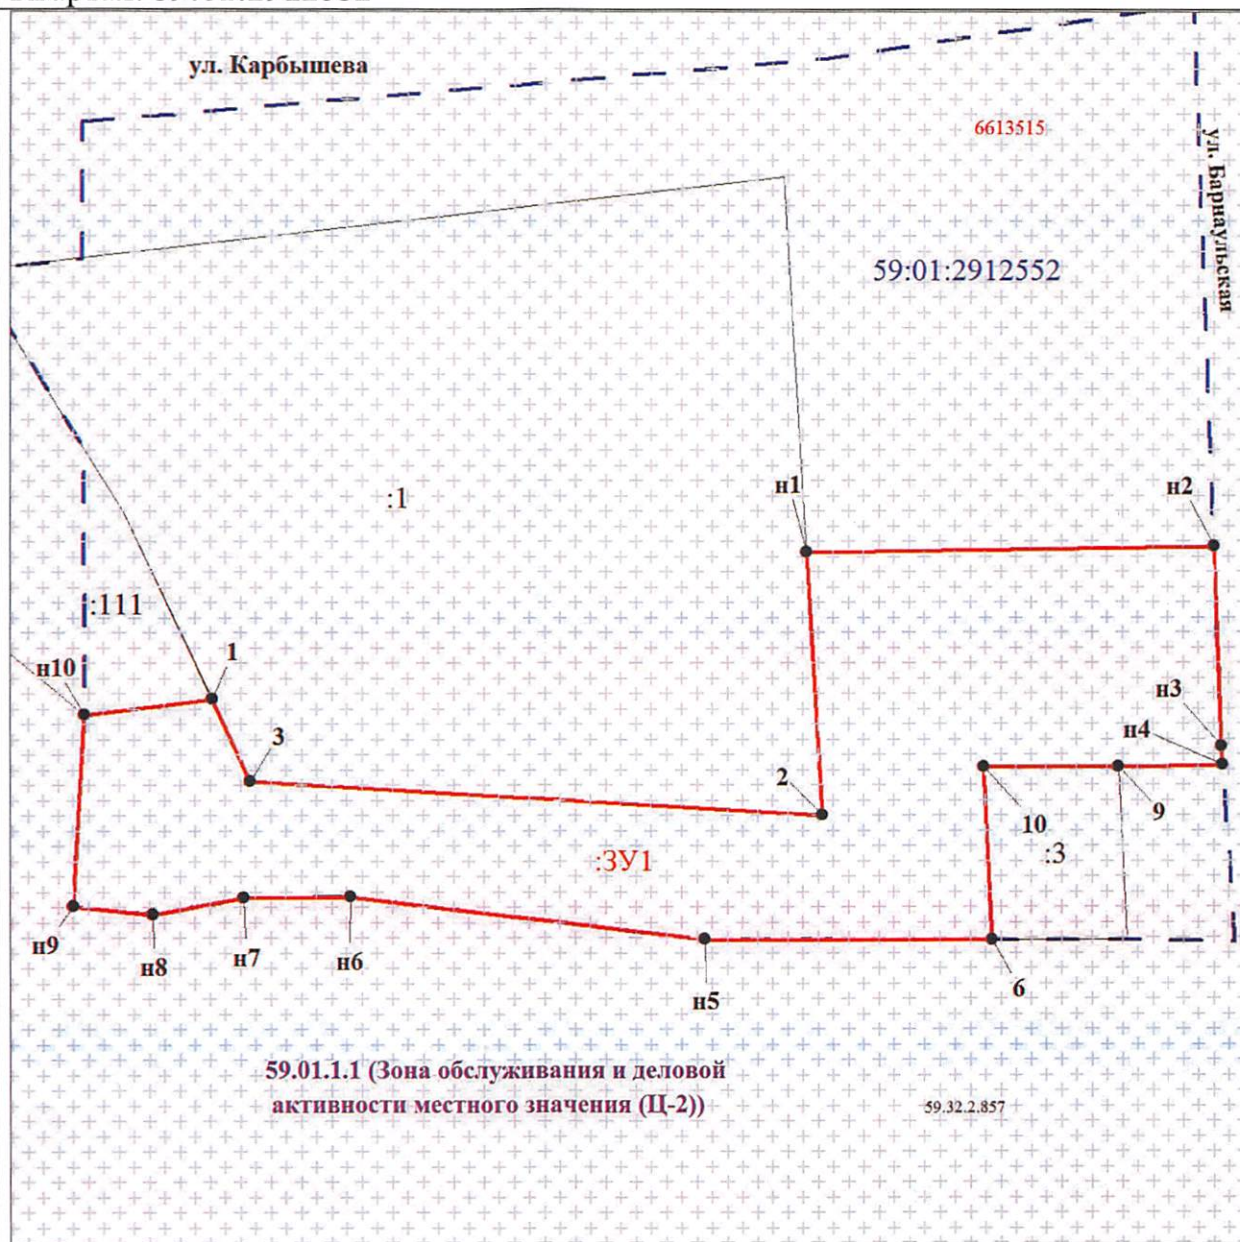 ул. Карбышева
6613515
ул. Барнаульская
59:01:2912552
:1
н1
н2
:111
н10
1
н3
н4
3
2
9
10
:3
:ЗУ1
н9
н8
н7
н6
6
н5
59.01.1.1 (Зона обслуживания и деловой
активности местного значения (Ц-2))
59.32.2.857